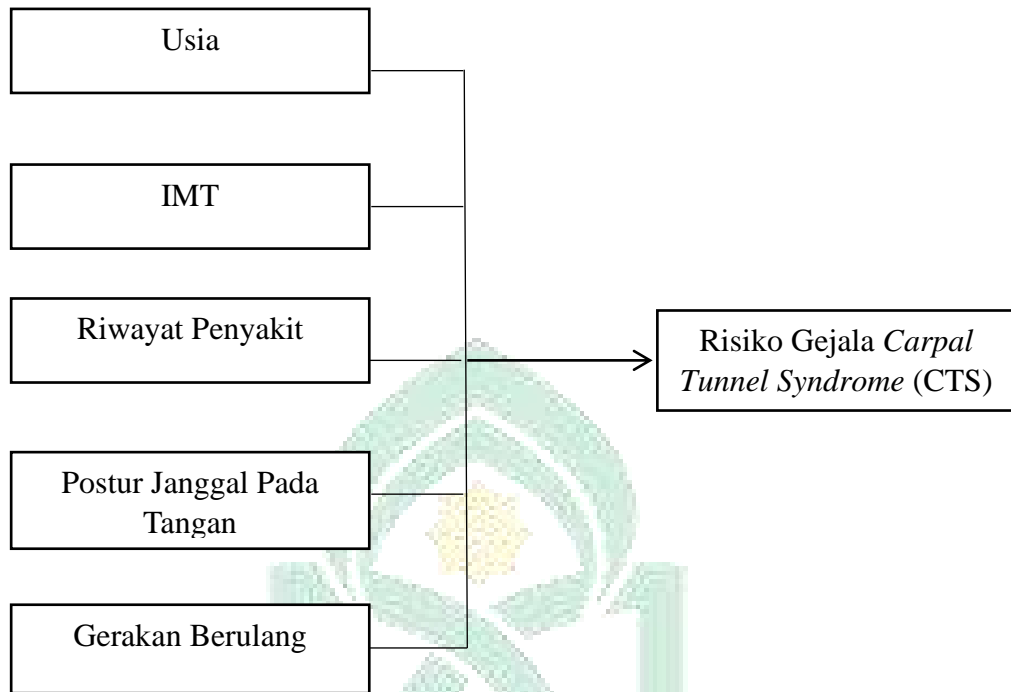 Usia
IMT
Riwayat Penyakit
Postur Janggal Pada
Tangan
Gerakan Berulang
Risiko Gejala Carpal
Tunnel Syndrome (CTS)